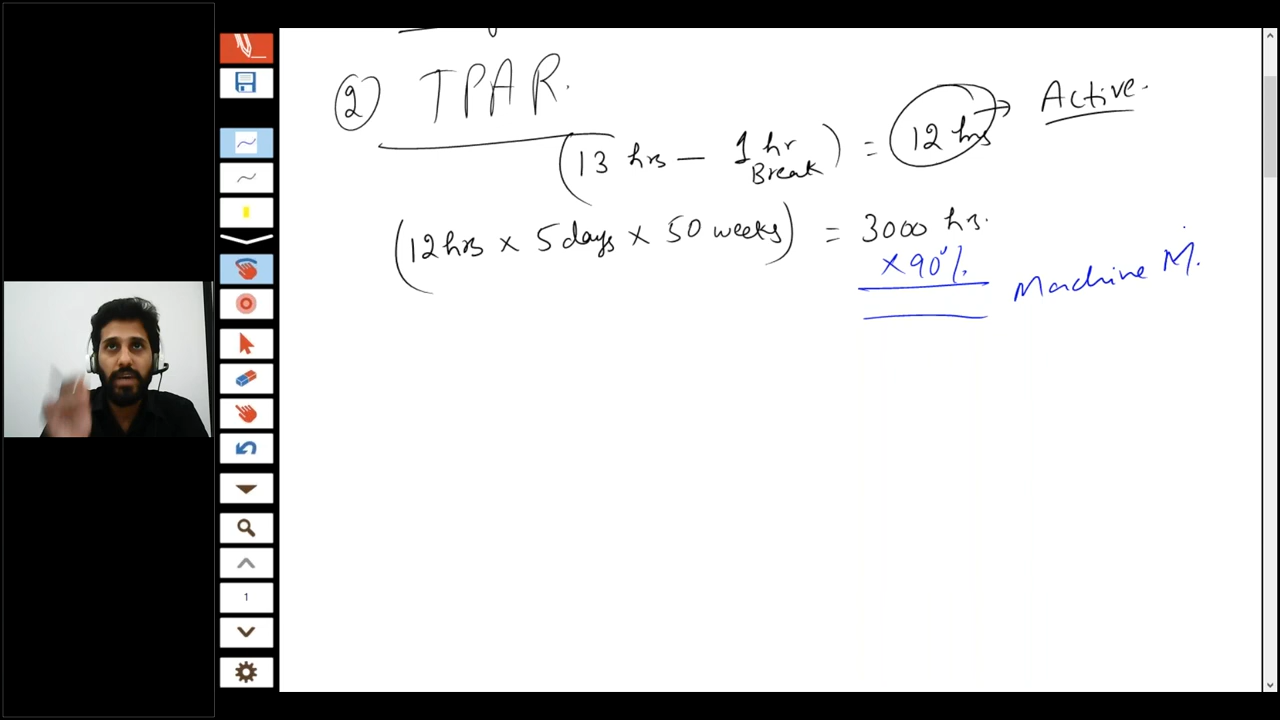 ② TPAR.
(13 hrs – 1 hr Break) = 12 hrs → Active.
(12 hrs × 5 days × 50 weeks) = 3000 hrs.
× 90% Machine M.
1